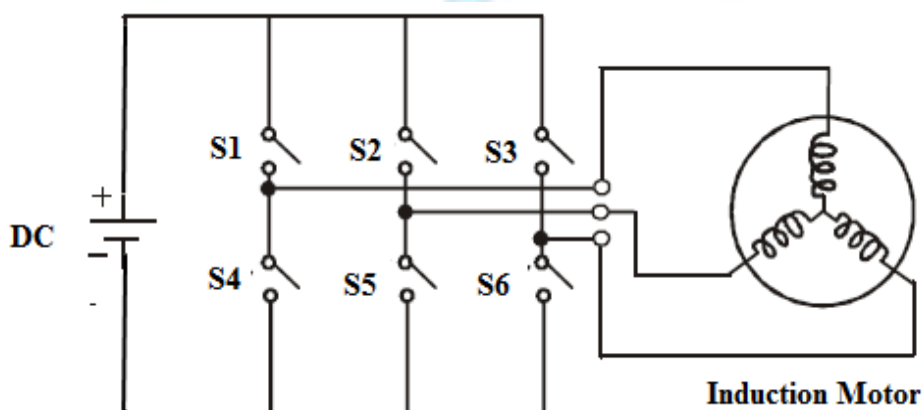 S1 S2 S3
+
DC
-
S4 S5 S6
-
Induction Motor